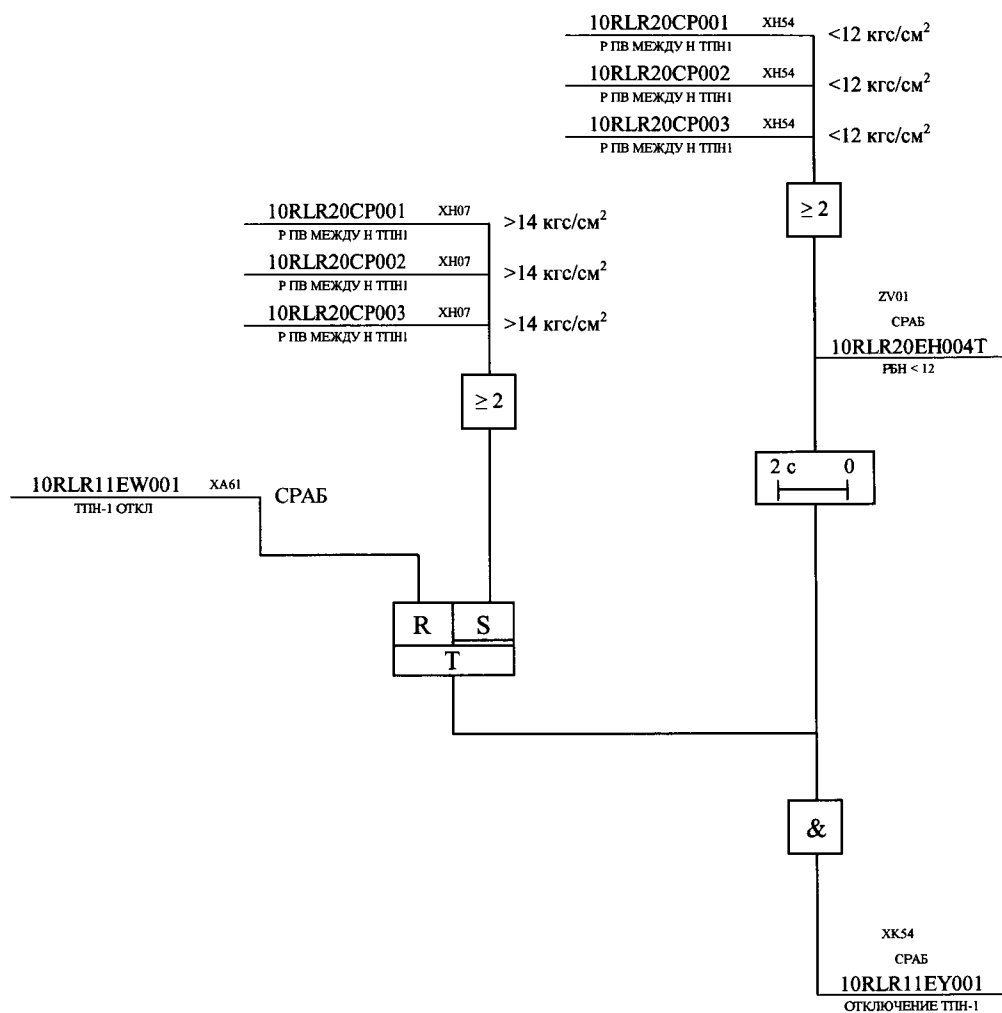 10RLR20CP001 XH54 <12 кгс/см²
Р ПВ МЕЖДУ Н ТПН1
10RLR20CP002 XH54 <12 кгс/см²
Р ПВ МЕЖДУ Н ТПН1
10RLR20CP003 XH54 <12 кгс/см²
Р ПВ МЕЖДУ Н ТПН1
≥ 2
10RLR20CP001 XH07 >14 кгс/см²
Р ПВ МЕЖДУ Н ТПН1
10RLR20CP002 XH07 >14 кгс/см²
Р ПВ МЕЖДУ Н ТПН1
10RLR20CP003 XH07 >14 кгс/см²
Р ПВ МЕЖДУ Н ТПН1
≥ 2
ZV01
СРАБ
10RLR20EH004T
РБН < 12
2 с 0
10RLR11EW001 XA61 СРАБ
ТПН-1 ОТКЛ
R S
T
&
XK54
СРАБ
10RLR11EY001
ОТКЛЮЧЕНИЕ ТПН-1